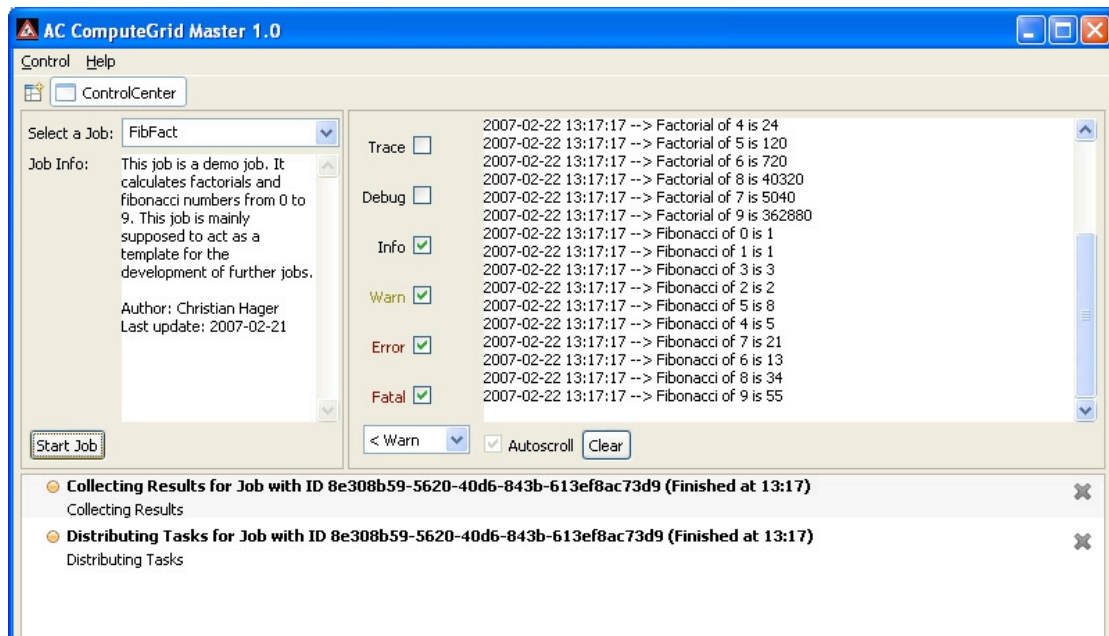 AC ComputeGrid Master 1.0
Control Help
ControlCenter
Select a Job: FibFact
Job Info: This job is a demo job. It
calculates factorials and
fibonacci numbers from 0 to
9. This job is mainly
supposed to act as a
template for the
development of further jobs.
Author: Christian Hager
Last update: 2007-02-21
Start Job
Trace
Debug
Info
Warn
Error
Fatal
2007-02-22 13:17:17 --> Factorial of 4 is 24
2007-02-22 13:17:17 --> Factorial of 5 is 120
2007-02-22 13:17:17 --> Factorial of 6 is 720
2007-02-22 13:17:17 --> Factorial of 8 is 40320
2007-02-22 13:17:17 --> Factorial of 7 is 5040
2007-02-22 13:17:17 --> Factorial of 9 is 362880
2007-02-22 13:17:17 --> Fibonacci of 0 is 1
2007-02-22 13:17:17 --> Fibonacci of 1 is 1
2007-02-22 13:17:17 --> Fibonacci of 3 is 3
2007-02-22 13:17:17 --> Fibonacci of 2 is 2
2007-02-22 13:17:17 --> Fibonacci of 5 is 8
2007-02-22 13:17:17 --> Fibonacci of 4 is 5
2007-02-22 13:17:17 --> Fibonacci of 7 is 21
2007-02-22 13:17:17 --> Fibonacci of 6 is 13
2007-02-22 13:17:17 --> Fibonacci of 8 is 34
2007-02-22 13:17:17 --> Fibonacci of 9 is 55
< Warn Autoscroll Clear
Collecting Results for Job with ID 8e308b59-5620-40d6-843b-613ef8ac73d9 (Finished at 13:17)
Collecting Results
Distributing Tasks for Job with ID 8e308b59-5620-40d6-843b-613ef8ac73d9 (Finished at 13:17)
Distributing Tasks